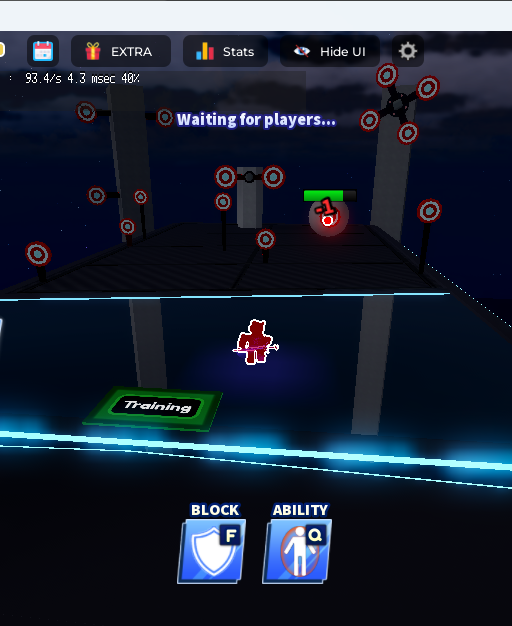 EXTRA
Stats
Hide UI
: 93.4/s 4.3 msec 40%
Waiting for players...
-1
Training
BLOCK
ABILITY
F
Q